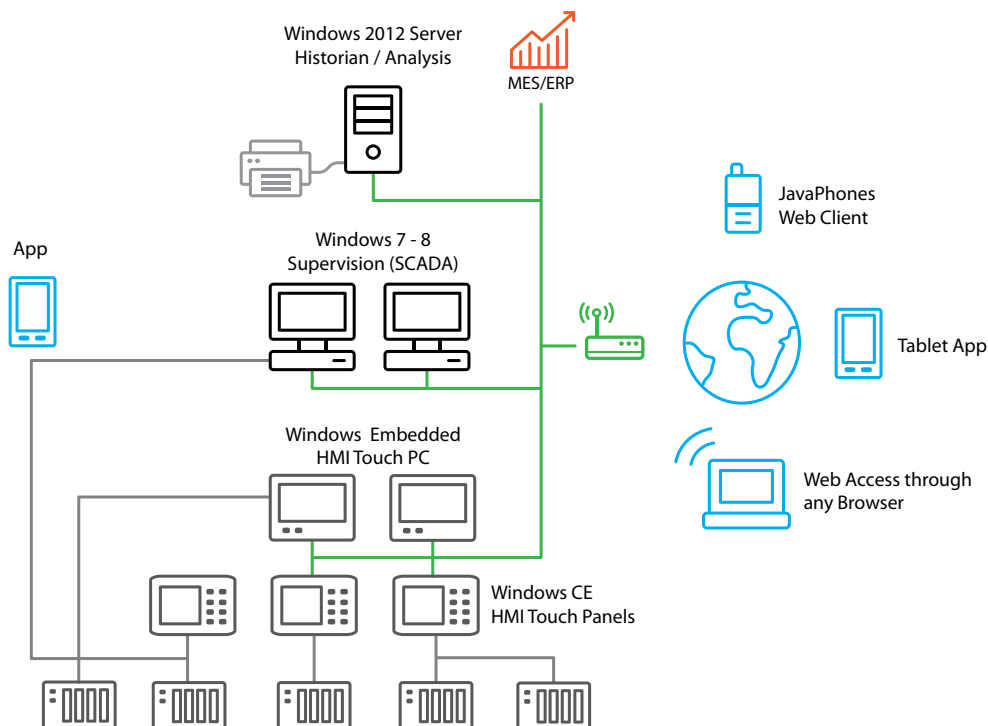 Windows 2012 Server
Historian / Analysis
MES/ERP
JavaPhones
Web Client
App
Windows 7 - 8
Supervision (SCADA)
Tablet App
Windows Embedded
HMI Touch PC
Web Access through
any Browser
Windows CE
HMI Touch Panels